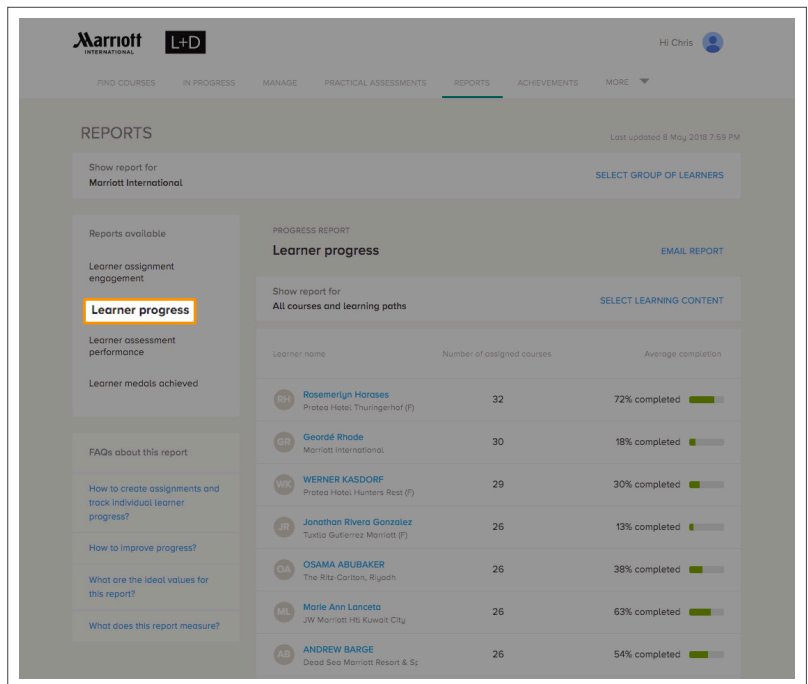 Marriott
INTERNATIONAL
L+D
Hi Chris
FIND COURSES IN PROGRESS MANAGE PRACTICAL ASSESSMENTS REPORTS ACHIEVEMENTS MORE
REPORTS
Last updated 8 May 2018 7:59 PM
Show report for
Marriott International
SELECT GROUP OF LEARNERS
Reports available
Learner assignment
engagement
Learner progress
Learner assessment
performance
Learner medals achieved
FAQs about this report
How to create assignments and
track individual learner
progress?
How to improve progress?
What are the ideal values for
this report?
What does this report measure?
PROGRESS REPORT
Learner progress
EMAIL REPORT
Show report for
All courses and learning paths
SELECT LEARNING CONTENT
Learner name Number of assigned courses Average completion
RH Rosemerlyn Harases 32 72% completed
Protea Hotel Thuringerhof (F)
GR Geordé Rhode 30 18% completed
Marriott International
WK WERNER KASDORF 29 30% completed
Protea Hotel Hunters Rest (F)
JR Jonathan Rivera Gonzalez 26 13% completed
Tuxtla Gutierrez Marriott (F)
OA OSAMA ABUBAKER 26 38% completed
The Ritz-Carlton, Riyadh
ML Marie Ann Lanceta 26 63% completed
JW Marriott Htl Kuwait City
AB ANDREW BARGE 26 54% completed
Dead Sea Marriott Resort & Sp